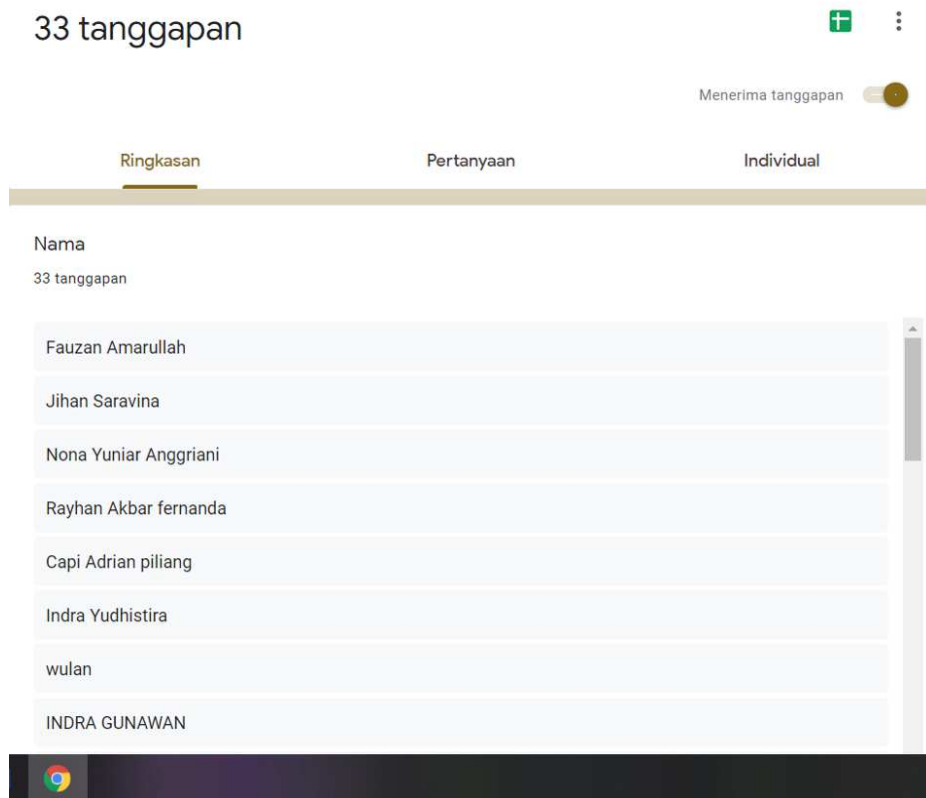 33 tanggapan
Menerima tanggapan
Ringkasan Pertanyaan Individual
Nama
33 tanggapan
Fauzan Amarullah
Jihan Saravina
Nona Yuniar Anggriani
Rayhan Akbar fernanda
Capi Adrian piliang
Indra Yudhistira
wulan
INDRA GUNAWAN